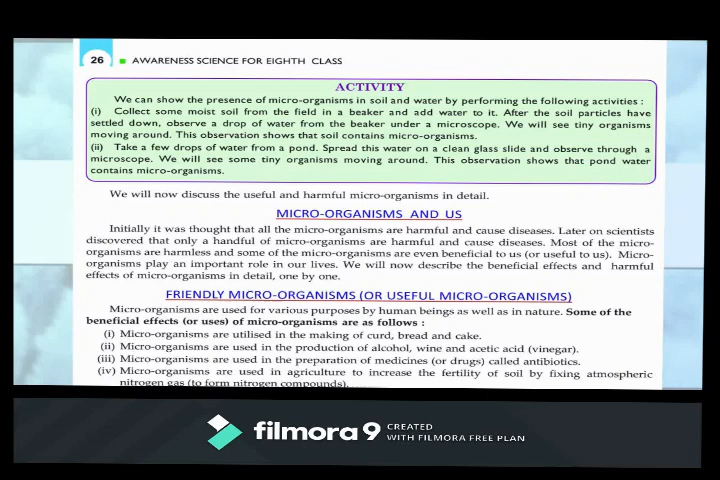 26 AWARENESS SCIENCE FOR EIGHTH CLASS
ACTIVITY
We can show the presence of micro-organisms in soil and water by performing the following activities :
(i) Collect some moist soil from the field in a beaker and add water to it. After the soil particles have
settled down, observe a drop of water from the beaker under a microscope. We will see tiny organisms
moving around. This observation shows that soil contains micro-organisms.
(ii) Take a few drops of water from a pond. Spread this water on a clean glass slide and observe through a
microscope. We will see some tiny organisms moving around. This observation shows that pond water
contains micro-organisms.
We will now discuss the useful and harmful micro-organisms in detail.
MICRO-ORGANISMS AND US
Initially it was thought that all the micro-organisms are harmful and cause diseases. Later on scientists
discovered that only a handful of micro-organisms are harmful and cause diseases. Most of the micro-
organisms are harmless and some of the micro-organisms are even beneficial to us (or useful to us). Micro-
organisms play an important role in our lives. We will now describe the beneficial effects and harmful
effects of micro-organisms in detail, one by one.
FRIENDLY MICRO-ORGANISMS (OR USEFUL MICRO-ORGANISMS)
Micro-organisms are used for various purposes by human beings as well as in nature. Some of the
beneficial effects (or uses) of micro-organisms are as follows :
(i) Micro-organisms are utilised in the making of curd, bread and cake.
(ii) Micro-organisms are used in the production of alcohol, wine and acetic acid (vinegar).
(iii) Micro-organisms are used in the preparation of medicines (or drugs) called antibiotics.
(iv) Micro-organisms are used in agriculture to increase the fertility of soil by fixing atmospheric
nitrogen gas (to form nitrogen compounds).
filmora 9 CREATED
WITH FILMORA FREE PLAN